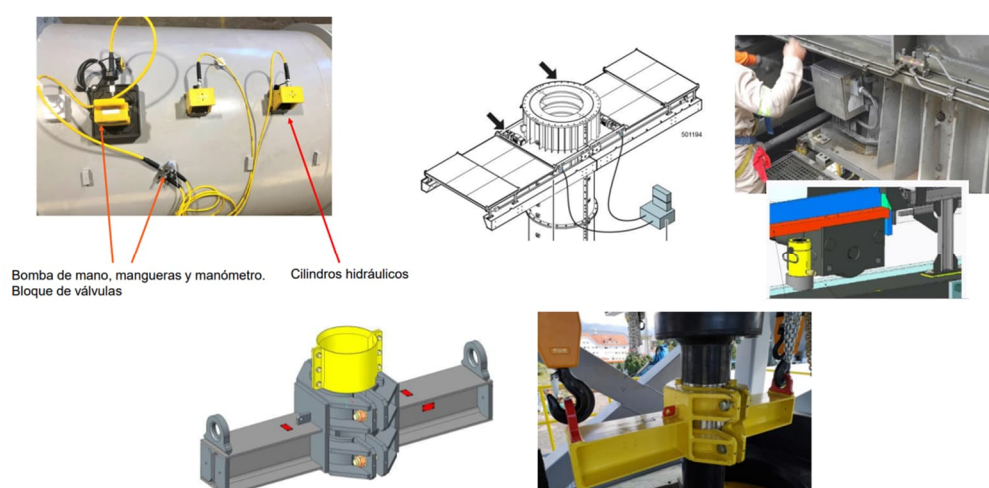 501194
Bomba de mano, mangueras y manómetro.
Bloque de válvulas
Cilindros hidráulicos